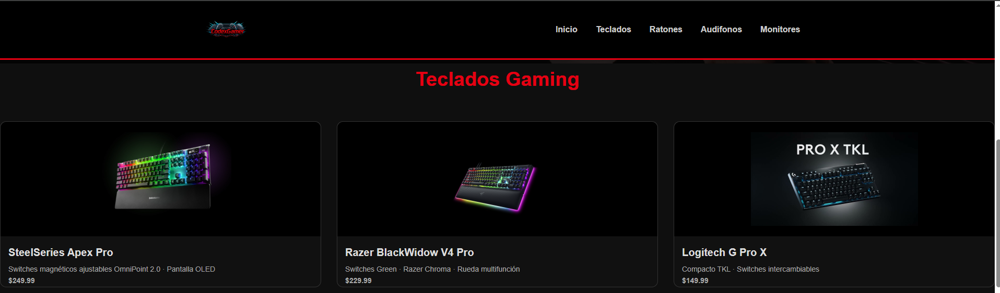 CodexGamer
Inicio
Teclados
Ratones
Audífonos
Monitores
Teclados Gaming
PRO X TKL
SteelSeries Apex Pro
Switches magnéticos ajustables OmniPoint 2.0 · Pantalla OLED
$249.99
Razer BlackWidow V4 Pro
Switches Green · Razer Chroma · Rueda multifunción
$229.99
Logitech G Pro X
Compacto TKL · Switches intercambiables
$149.99